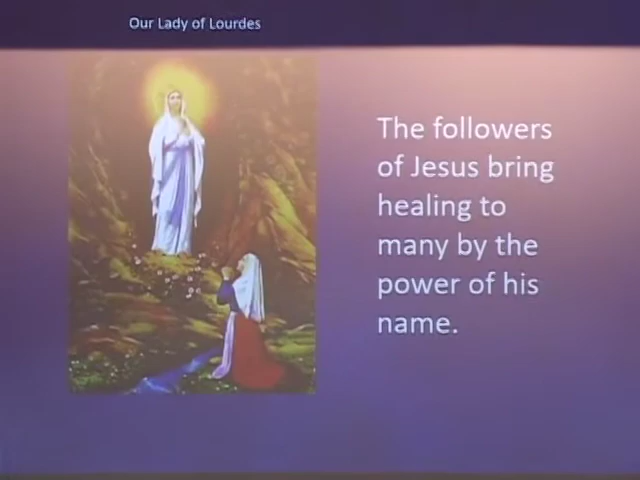 Our Lady of Lourdes
The followers
of Jesus bring
healing to
many by the
power of his
name.